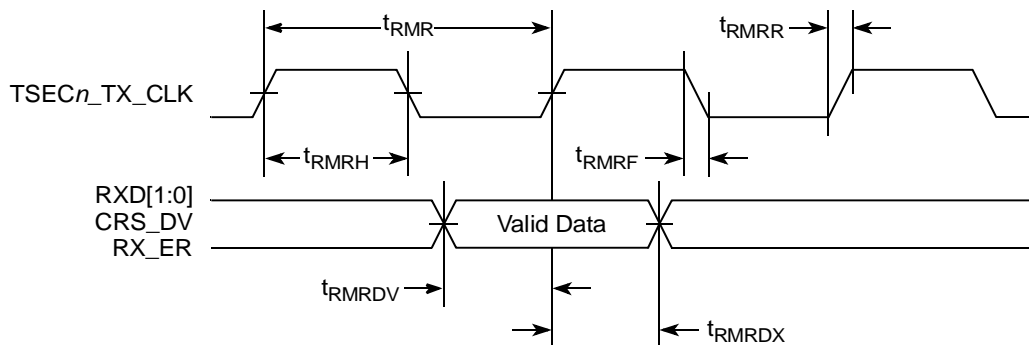 tRMR
tRMRR
TSECn_TX_CLK
tRMRH
tRMRF
RXD[1:0]
CRS_DV
RX_ER
Valid Data
tRMRDV
tRMRDX